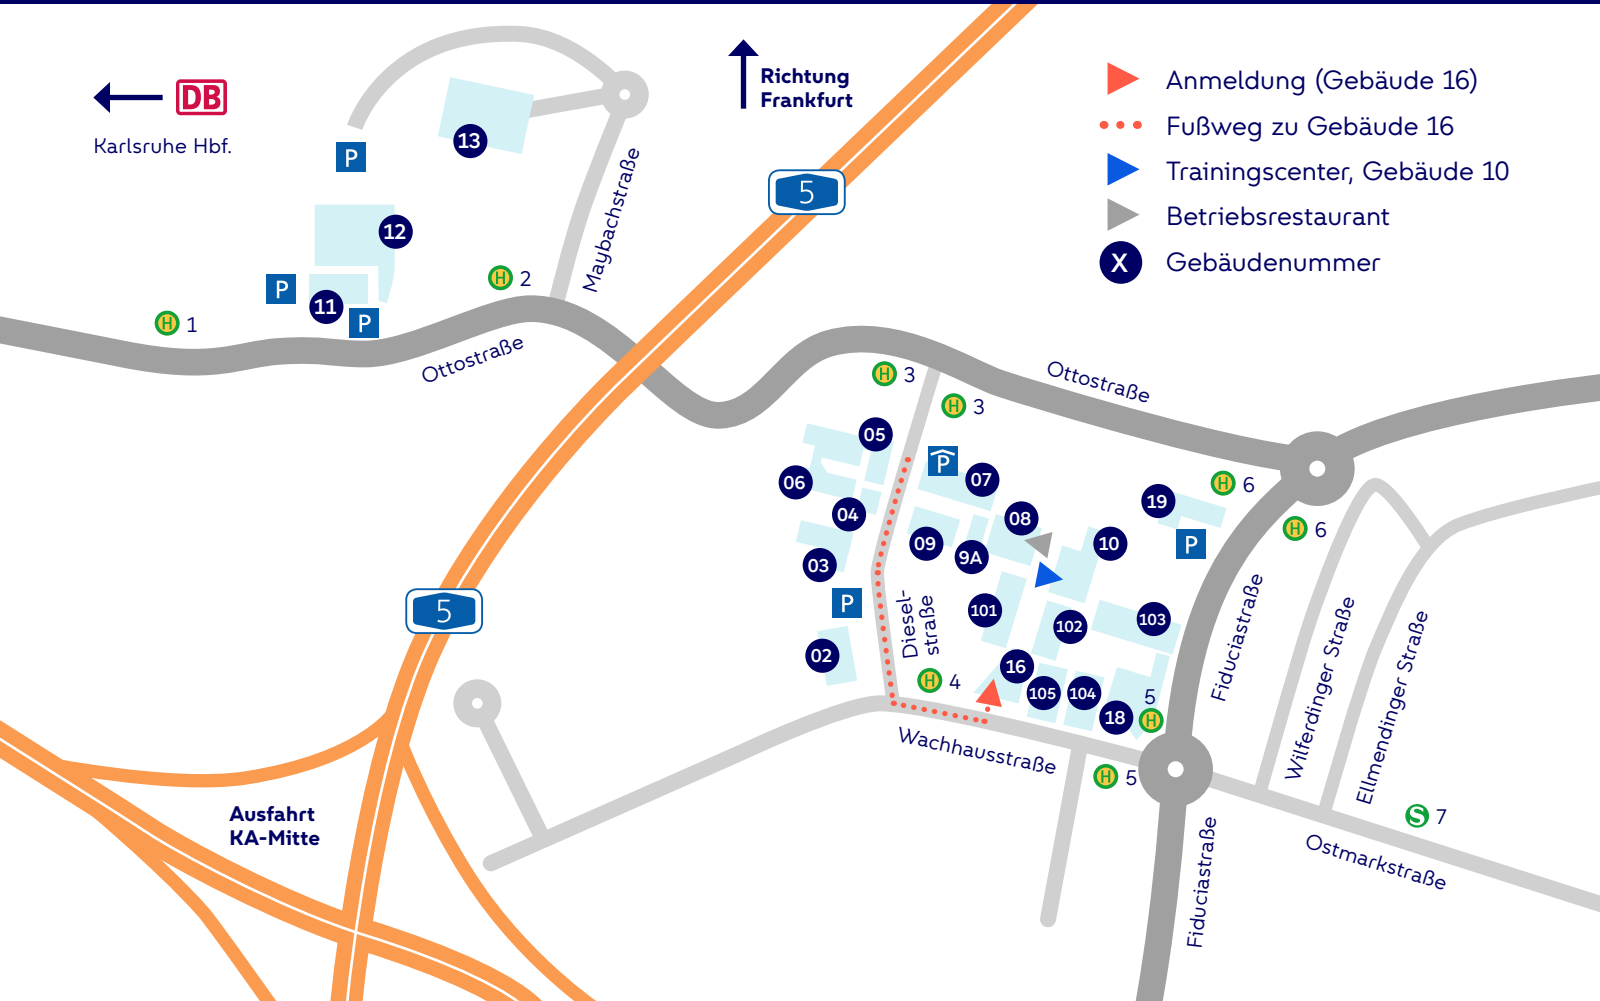 DB
Karlsruhe Hbf.
Richtung
Frankfurt
Anmeldung (Gebäude 16)
Fußweg zu Gebäude 16
Trainingscenter, Gebäude 10
Betriebsrestaurant
X Gebäudenummer
13
P
12
P
11
P
H 1
H 2
Maybachstraße
Ottostraße
5
H 3
H 3
Ottostraße
05
06
04
03
P
02
P
07
08
09
9A
10
19
P
H 6
H 6
101
102
103
Diesel-
straße
H 4
16
105
104
18
5
H
H 5
Wachhausstraße
Fiduciastraße
Wilferdinger Straße
Ellmendinger Straße
S 7
Ostmarkstraße
Fiduciastraße
5
Ausfahrt
KA-Mitte